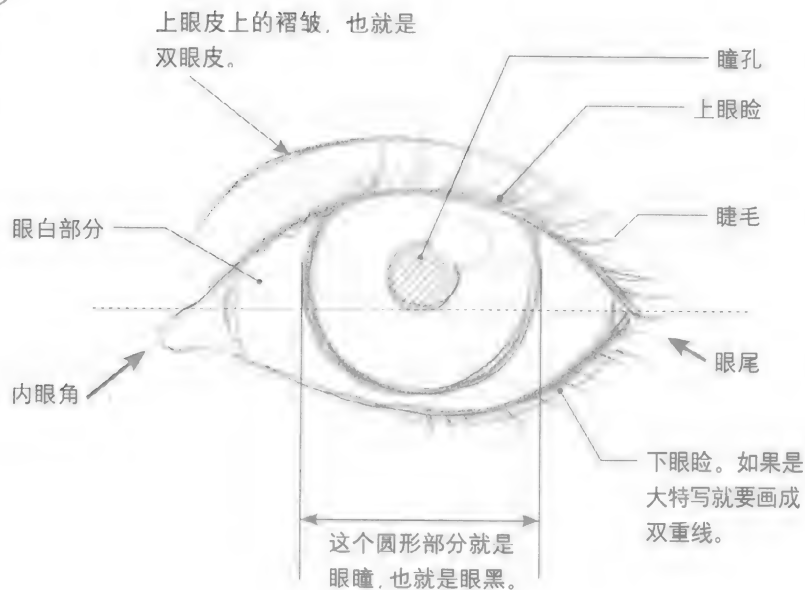 上眼皮上的褶皱，也就是
双眼皮。
瞳孔
上眼睑
睫毛
眼白部分
眼尾
内眼角
下眼睑。如果是
大特写就要画成
双重线。
这个圆形部分就是
眼瞳，也就是眼黑。